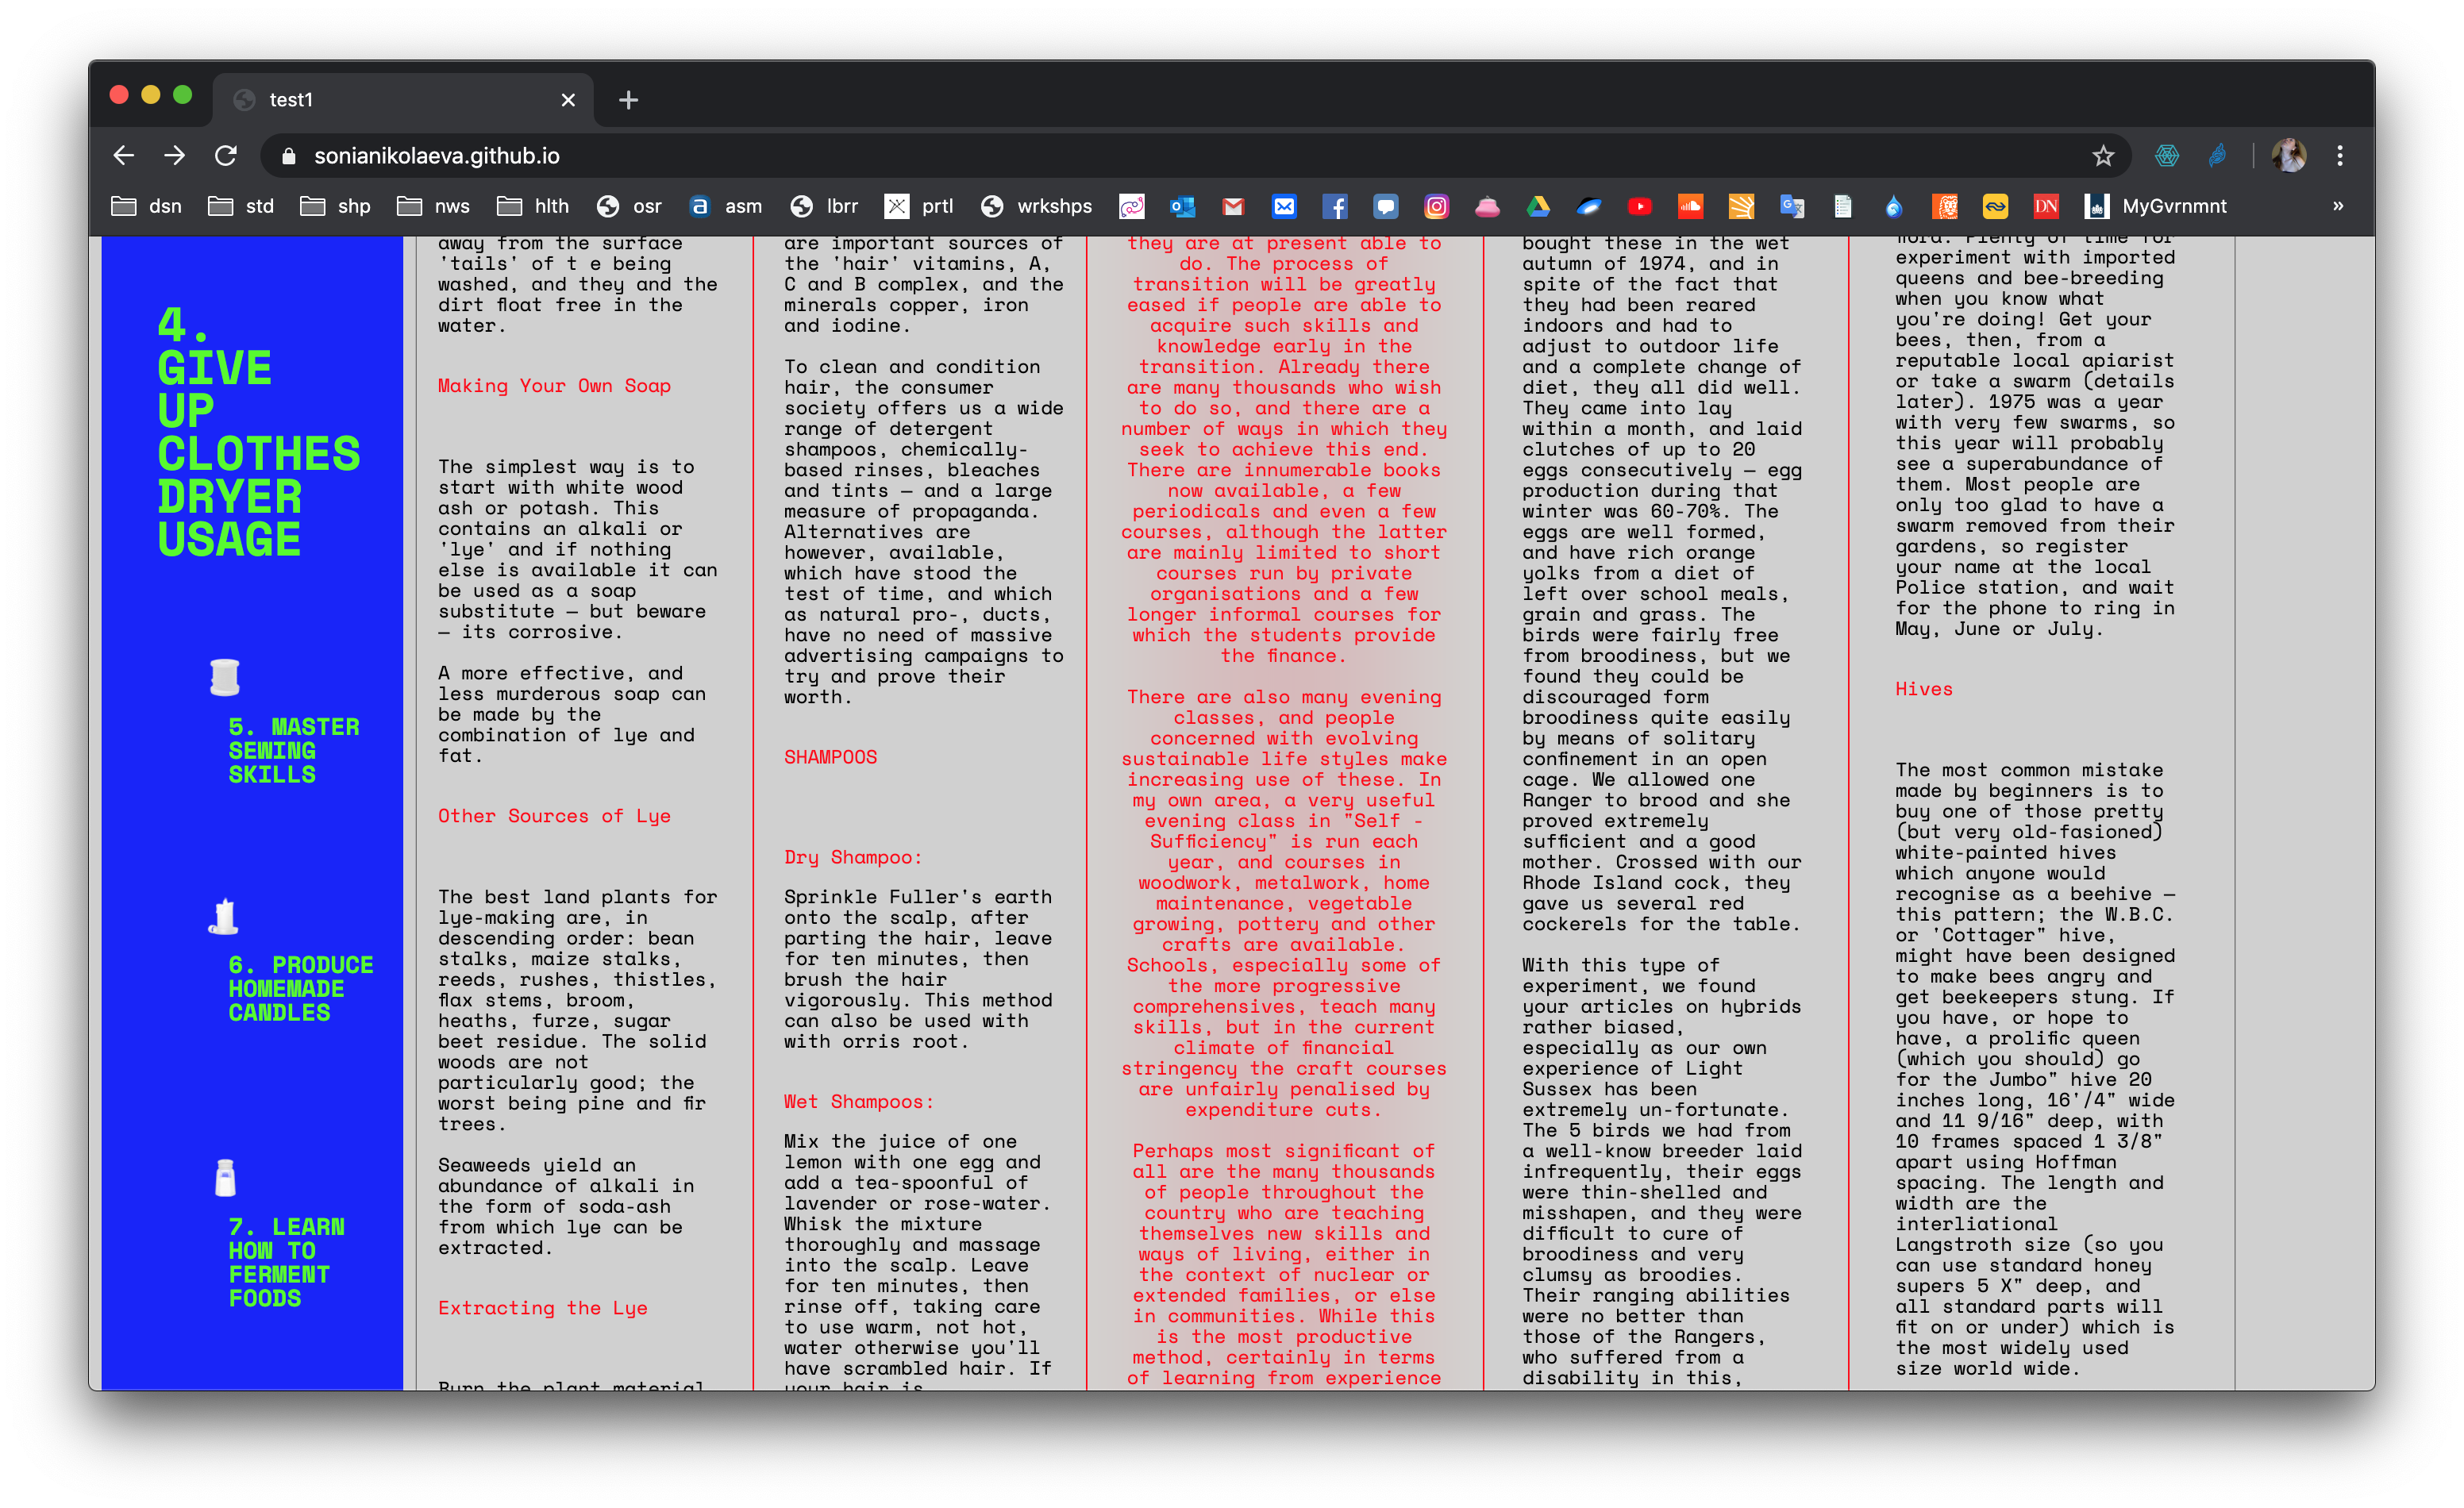 test1
sonianikolaeva.github.io
dsn
std
shp
nws
hlth
osr
asm
lbrr
prtl
wrkshps
DN
MyGvrnmnt
»
4.
GIVE
UP
CLOTHES
DRYER
USAGE
5. MASTER
SEWING
SKILLS
6. PRODUCE
HOMEMADE
CANDLES
7. LEARN
HOW TO
FERMENT
FOODS
away from the surface
'tails' of t e being
washed, and they and the
dirt float free in the
water.
Making Your Own Soap
The simplest way is to
start with white wood
ash or potash. This
contains an alkali or
'lye' and if nothing
else is available it can
be used as a soap
substitute — but beware
— its corrosive.
A more effective, and
less murderous soap can
be made by the
combination of lye and
fat.
Other Sources of Lye
The best land plants for
lye-making are, in
descending order: bean
stalks, maize stalks,
reeds, rushes, thistles,
flax stems, broom,
heaths, furze, sugar
beet residue. The solid
woods are not
particularly good; the
worst being pine and fir
trees.
Seaweeds yield an
abundance of alkali in
the form of soda-ash
from which lye can be
extracted.
Extracting the Lye
Burn the plant material
are important sources of
the 'hair' vitamins, A,
C and B complex, and the
minerals copper, iron
and iodine.
To clean and condition
hair, the consumer
society offers us a wide
range of detergent
shampoos, chemically-
based rinses, bleaches
and tints — and a large
measure of propaganda.
Alternatives are
however, available,
which have stood the
test of time, and which
as natural pro-, ducts,
have no need of massive
advertising campaigns to
try and prove their
worth.
SHAMPOOS
Dry Shampoo:
Sprinkle Fuller's earth
onto the scalp, after
parting the hair, leave
for ten minutes, then
brush the hair
vigorously. This method
can also be used with
with orris root.
Wet Shampoos:
Mix the juice of one
lemon with one egg and
add a tea-spoonful of
lavender or rose-water.
Whisk the mixture
thoroughly and massage
into the scalp. Leave
for ten minutes, then
rinse off, taking care
to use warm, not hot,
water otherwise you'll
have scrambled hair. If
your hair is
they are at present able to
do. The process of
transition will be greatly
eased if people are able to
acquire such skills and
knowledge early in the
transition. Already there
are many thousands who wish
to do so, and there are a
number of ways in which they
seek to achieve this end.
There are innumerable books
now available, a few
periodicals and even a few
courses, although the latter
are mainly limited to short
courses run by private
organisations and a few
longer informal courses for
which the students provide
the finance.
There are also many evening
classes, and people
concerned with evolving
sustainable life styles make
increasing use of these. In
my own area, a very useful
evening class in "Self -
Sufficiency" is run each
year, and courses in
woodwork, metalwork, home
maintenance, vegetable
growing, pottery and other
crafts are available.
Schools, especially some of
the more progressive
comprehensives, teach many
skills, but in the current
climate of financial
stringency the craft courses
are unfairly penalised by
expenditure cuts.
Perhaps most significant of
all are the many thousands
of people throughout the
country who are teaching
themselves new skills and
ways of living, either in
the context of nuclear or
extended families, or else
in communities. While this
is the most productive
method, certainly in terms
of learning from experience
bought these in the wet
autumn of 1974, and in
spite of the fact that
they had been reared
indoors and had to
adjust to outdoor life
and a complete change of
diet, they all did well.
They came into lay
within a month, and laid
clutches of up to 20
eggs consecutively — egg
production during that
winter was 60-70%. The
eggs are well formed,
and have rich orange
yolks from a diet of
left over school meals,
grain and grass. The
birds were fairly free
from broodiness, but we
found they could be
discouraged form
broodiness quite easily
by means of solitary
confinement in an open
cage. We allowed one
Ranger to brood and she
proved extremely
sufficient and a good
mother. Crossed with our
Rhode Island cock, they
gave us several red
cockerels for the table.
With this type of
experiment, we found
your articles on hybrids
rather biased,
especially as our own
experience of Light
Sussex has been
extremely un-fortunate.
The 5 birds we had from
a well-know breeder laid
infrequently, their eggs
were thin-shelled and
misshapen, and they were
difficult to cure of
broodiness and very
clumsy as broodies.
Their ranging abilities
were no better than
those of the Rangers,
who suffered from a
disability in this,
flora. Plenty of time for
experiment with imported
queens and bee-breeding
when you know what
you're doing! Get your
bees, then, from a
reputable local apiarist
or take a swarm (details
later). 1975 was a year
with very few swarms, so
this year will probably
see a superabundance of
them. Most people are
only too glad to have a
swarm removed from their
gardens, so register
your name at the local
Police station, and wait
for the phone to ring in
May, June or July.
Hives
The most common mistake
made by beginners is to
buy one of those pretty
(but very old-fasioned)
white-painted hives
which anyone would
recognise as a beehive —
this pattern; the W.B.C.
or 'Cottager" hive,
might have been designed
to make bees angry and
get beekeepers stung. If
you have, or hope to
have, a prolific queen
(which you should) go
for the Jumbo" hive 20
inches long, 16'/4" wide
and 11 9/16" deep, with
10 frames spaced 1 3/8"
apart using Hoffman
spacing. The length and
width are the
interliational
Langstroth size (so you
can use standard honey
supers 5 X" deep, and
all standard parts will
fit on or under) which is
the most widely used
size world wide.